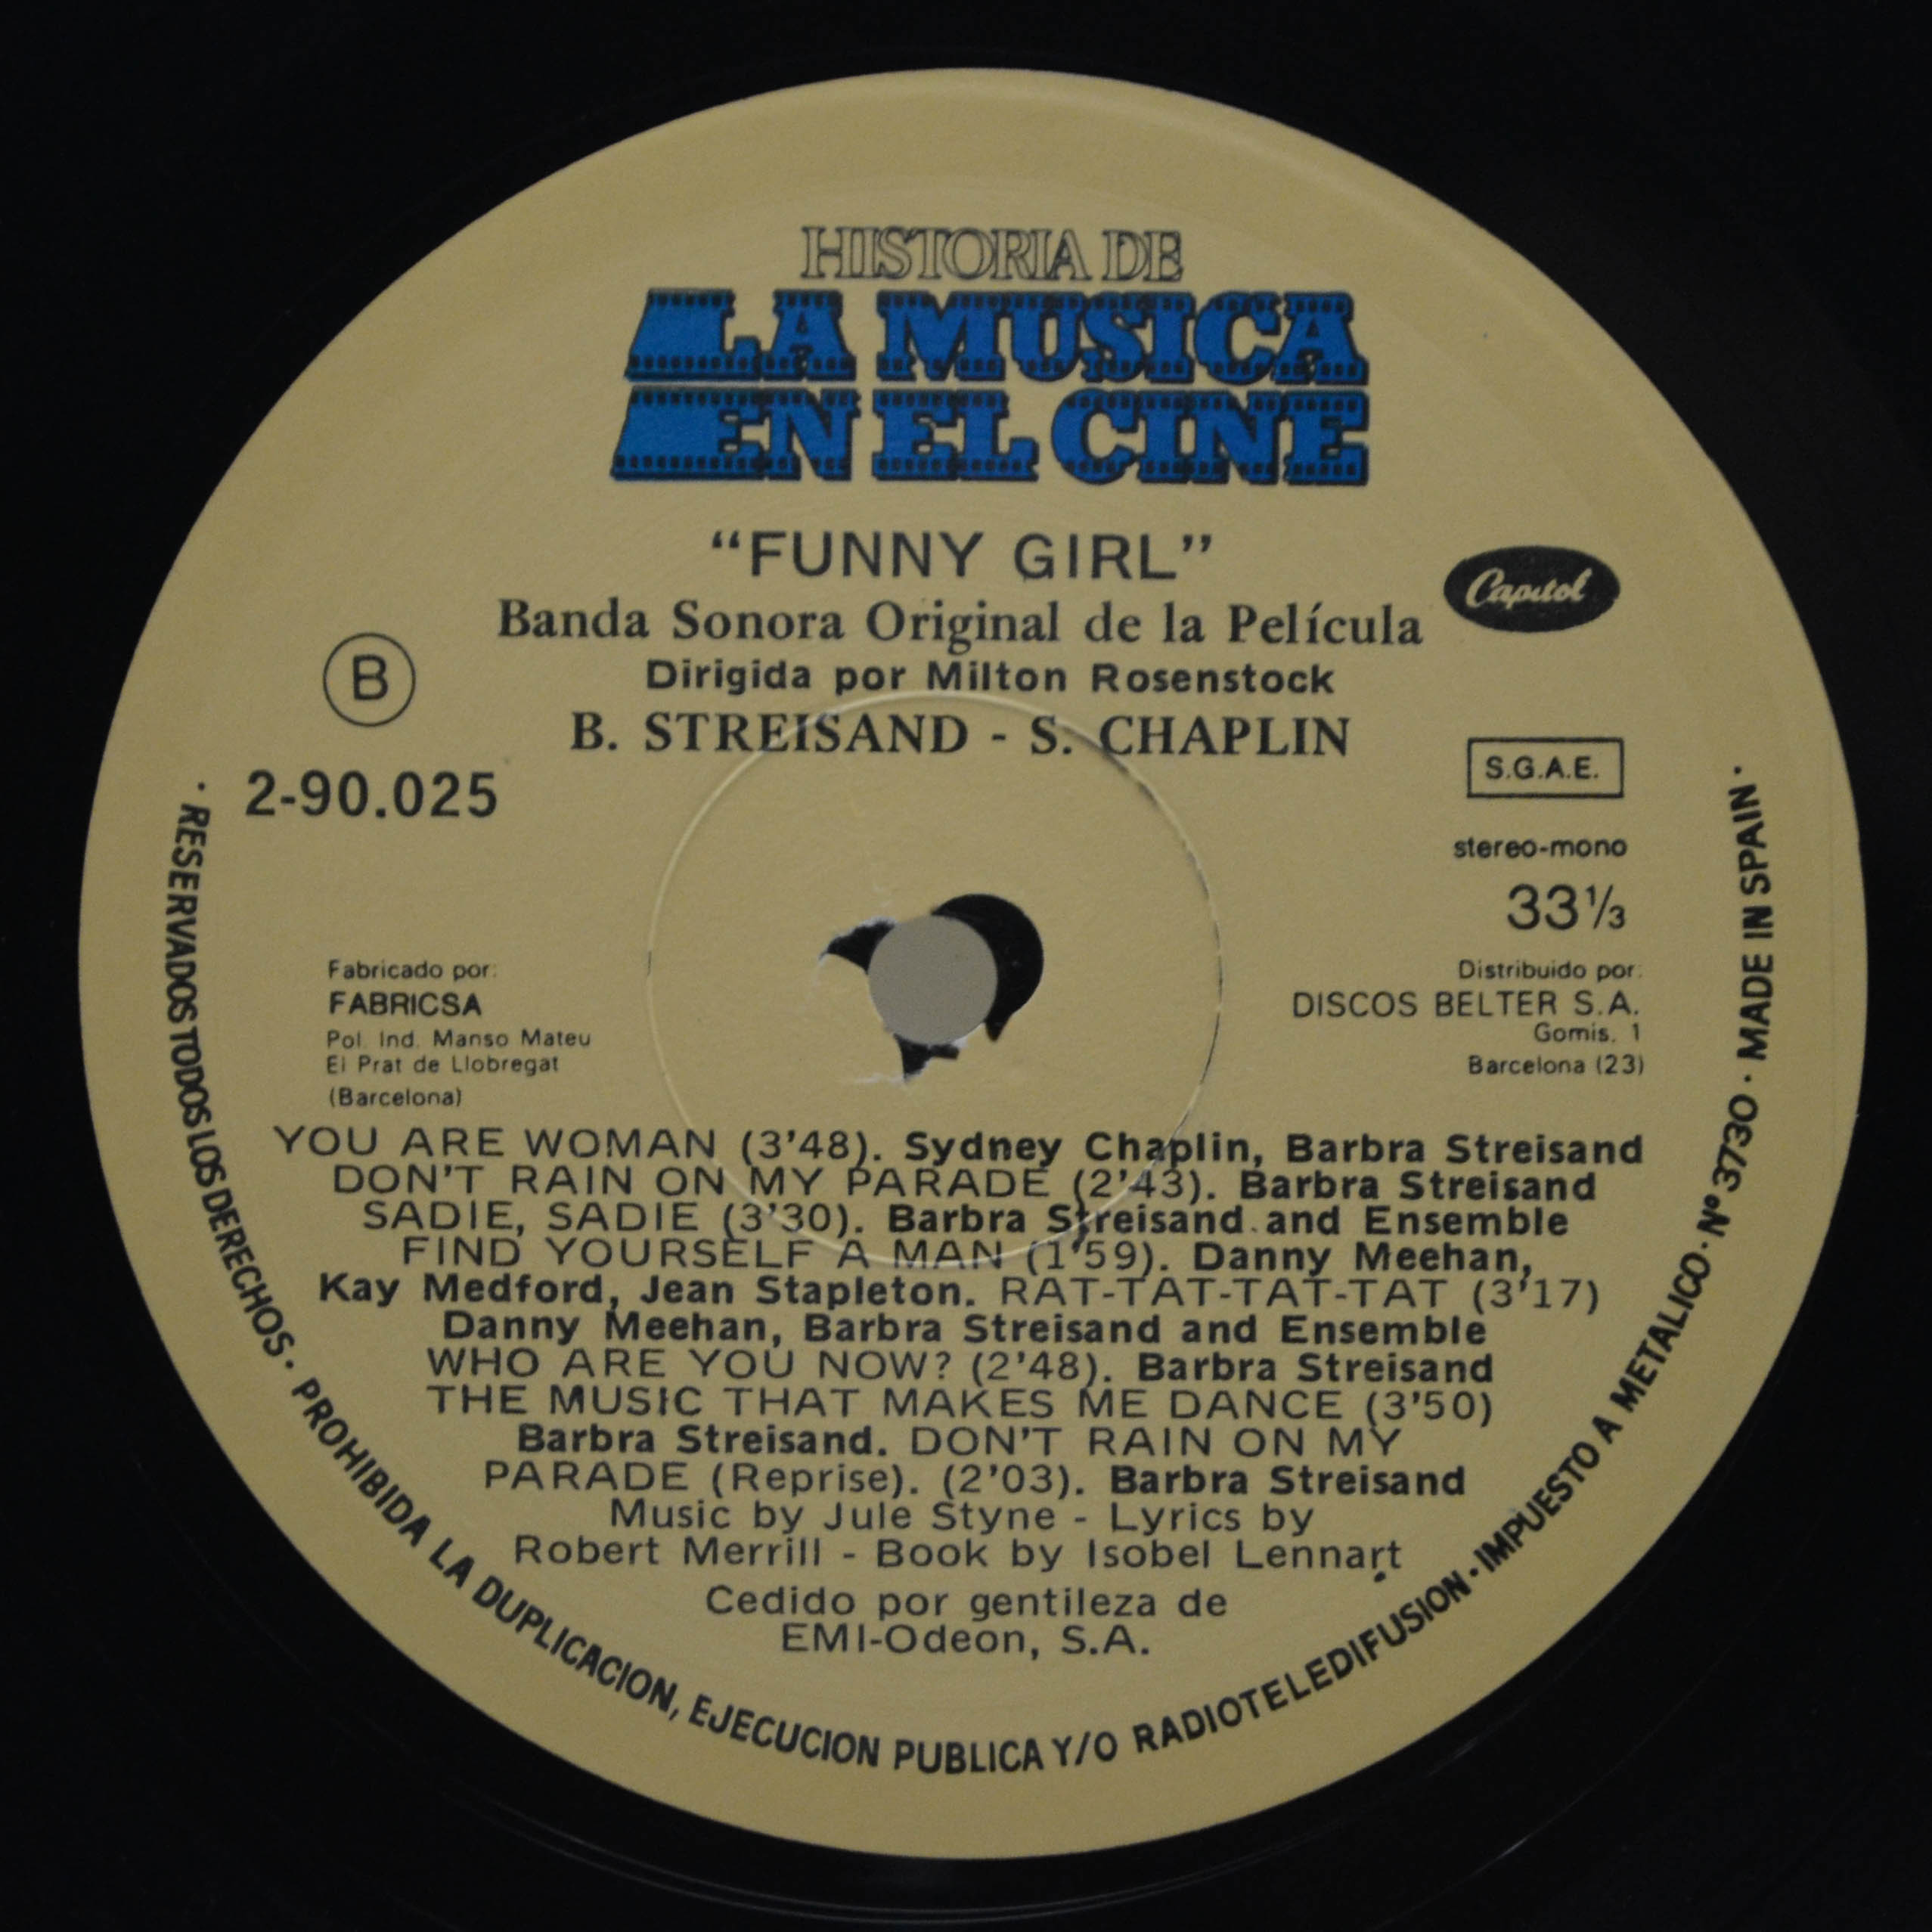 HISTORIA DE
LA MUSICA
EN EL CINE
“FUNNY GIRL”
Capitol
Banda Sonora Original de la Película
Dirigida por Milton Rosenstock
B
B. STREISAND - S. CHAPLIN
2-90.025
S.G.A.E.
stereo-mono
33⅓
Fabricado por:
FABRICSA
Pol. Ind. Manso Mateu
El Prat de Llobregat
(Barcelona)
Distribuido por:
DISCOS BELTER S.A.
Gomis, 1
Barcelona (23)
YOU ARE WOMAN (3'48). Sydney Chaplin, Barbra Streisand
DON'T RAIN ON MY PARADE (2'43). Barbra Streisand
SADIE, SADIE (3'30). Barbra Streisand and Ensemble
FIND YOURSELF A MAN (1'59). Danny Meehan,
Kay Medford, Jean Stapleton. RAT-TAT-TAT-TAT (3'17)
Danny Meehan, Barbra Streisand and Ensemble
WHO ARE YOU NOW? (2'48). Barbra Streisand
THE MUSIC THAT MAKES ME DANCE (3'50)
Barbra Streisand. DON'T RAIN ON MY
PARADE (Reprise). (2'03). Barbra Streisand
Music by Jule Styne - Lyrics by
Robert Merrill - Book by Isobel Lennart
Cedido por gentileza de
EMI-Odeon, S.A.
· RESERVADOS TODOS LOS DERECHOS · PROHIBIDA LA DUPLICACION, EJECUCION PUBLICA Y/O RADIOTELEDIFUSION · IMPUESTO A METALICO · Nº 3730 · MADE IN SPAIN ·